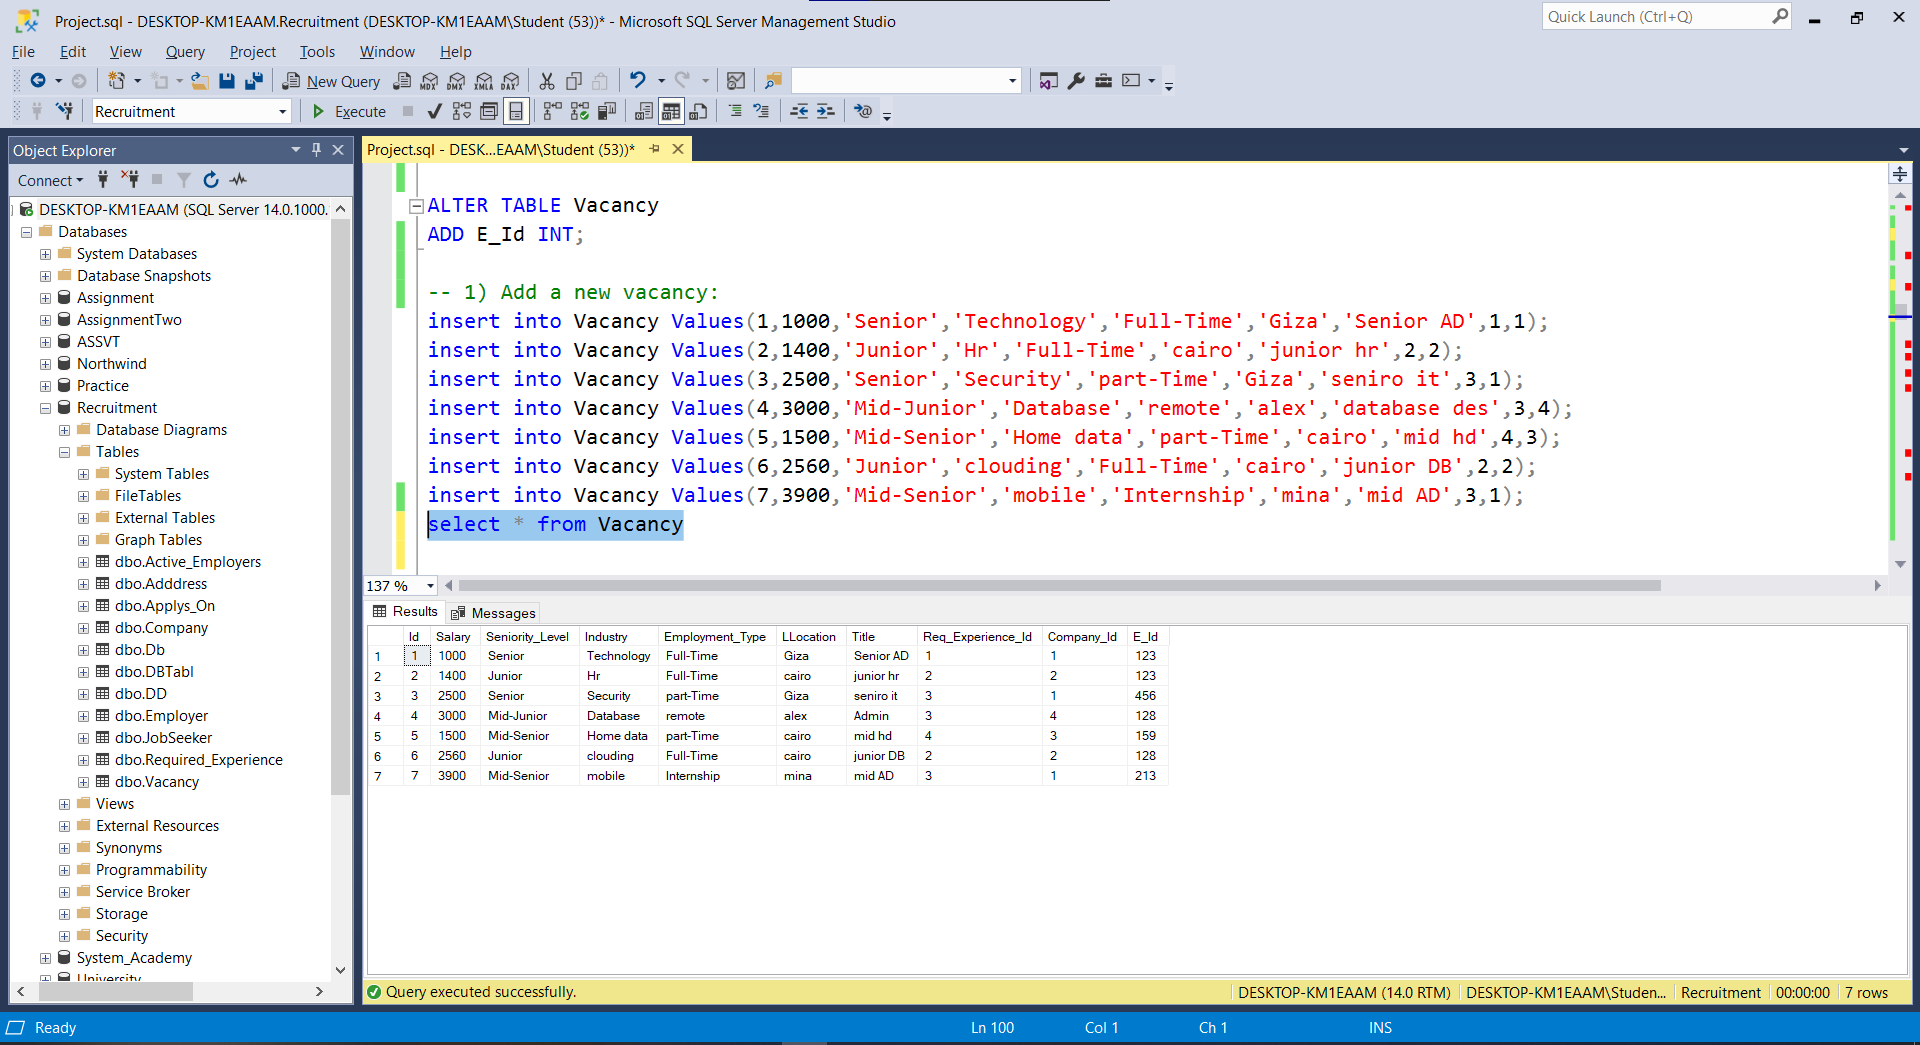 Project.sql - DESKTOP-KM1EAAM.Recruitment (DESKTOP-KM1EAAM\Student (53))* - Microsoft SQL Server Management Studio
Quick Launch (Ctrl+Q)
File Edit View Query Project Tools Window Help
New Query MDX DMX XMLA DAX
Recruitment Execute
Object Explorer
Connect
DESKTOP-KM1EAAM (SQL Server 14.0.1000.
Databases
System Databases
Database Snapshots
Assignment
AssignmentTwo
ASSVT
Northwind
Practice
Recruitment
Database Diagrams
Tables
System Tables
FileTables
External Tables
Graph Tables
dbo.Active_Employers
dbo.Adddress
dbo.Applys_On
dbo.Company
dbo.Db
dbo.DBTabl
dbo.DD
dbo.Employer
dbo.JobSeeker
dbo.Required_Experience
dbo.Vacancy
Views
External Resources
Synonyms
Programmability
Service Broker
Storage
Security
System_Academy
University
Project.sql - DESK...EAAM\Student (53))*
ALTER TABLE Vacancy
ADD E_Id INT;
-- 1) Add a new vacancy:
insert into Vacancy Values(1,1000,'Senior','Technology','Full-Time','Giza','Senior AD',1,1);
insert into Vacancy Values(2,1400,'Junior','Hr','Full-Time','cairo','junior hr',2,2);
insert into Vacancy Values(3,2500,'Senior','Security','part-Time','Giza','seniro it',3,1);
insert into Vacancy Values(4,3000,'Mid-Junior','Database','remote','alex','database des',3,4);
insert into Vacancy Values(5,1500,'Mid-Senior','Home data','part-Time','cairo','mid hd',4,3);
insert into Vacancy Values(6,2560,'Junior','clouding','Full-Time','cairo','junior DB',2,2);
insert into Vacancy Values(7,3900,'Mid-Senior','mobile','Internship','mina','mid AD',3,1);
select * from Vacancy
137 %
Results Messages
Id Salary Seniority_Level Industry Employment_Type LLocation Title Req_Experience_Id Company_Id E_Id
1 1 1000 Senior Technology Full-Time Giza Senior AD 1 1 123
2 2 1400 Junior Hr Full-Time cairo junior hr 2 2 123
3 3 2500 Senior Security part-Time Giza seniro it 3 1 456
4 4 3000 Mid-Junior Database remote alex Admin 3 4 128
5 5 1500 Mid-Senior Home data part-Time cairo mid hd 4 3 159
6 6 2560 Junior clouding Full-Time cairo junior DB 2 2 128
7 7 3900 Mid-Senior mobile Internship mina mid AD 3 1 213
Query executed successfully. DESKTOP-KM1EAAM (14.0 RTM) DESKTOP-KM1EAAM\Studen... Recruitment 00:00:00 7 rows
Ready Ln 100 Col 1 Ch 1 INS